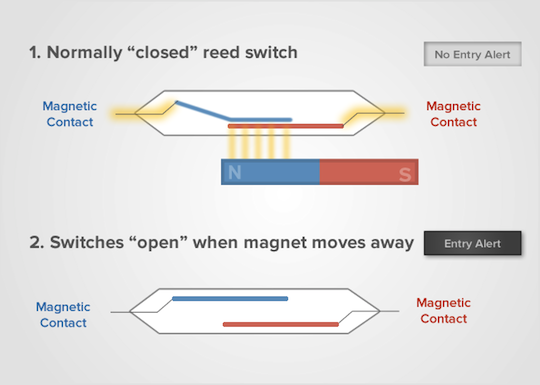 1. Normally “closed” reed switch
No Entry Alert
Magnetic
Contact
Magnetic
Contact
N
S
2. Switches “open” when magnet moves away
Entry Alert
Magnetic
Contact
Magnetic
Contact